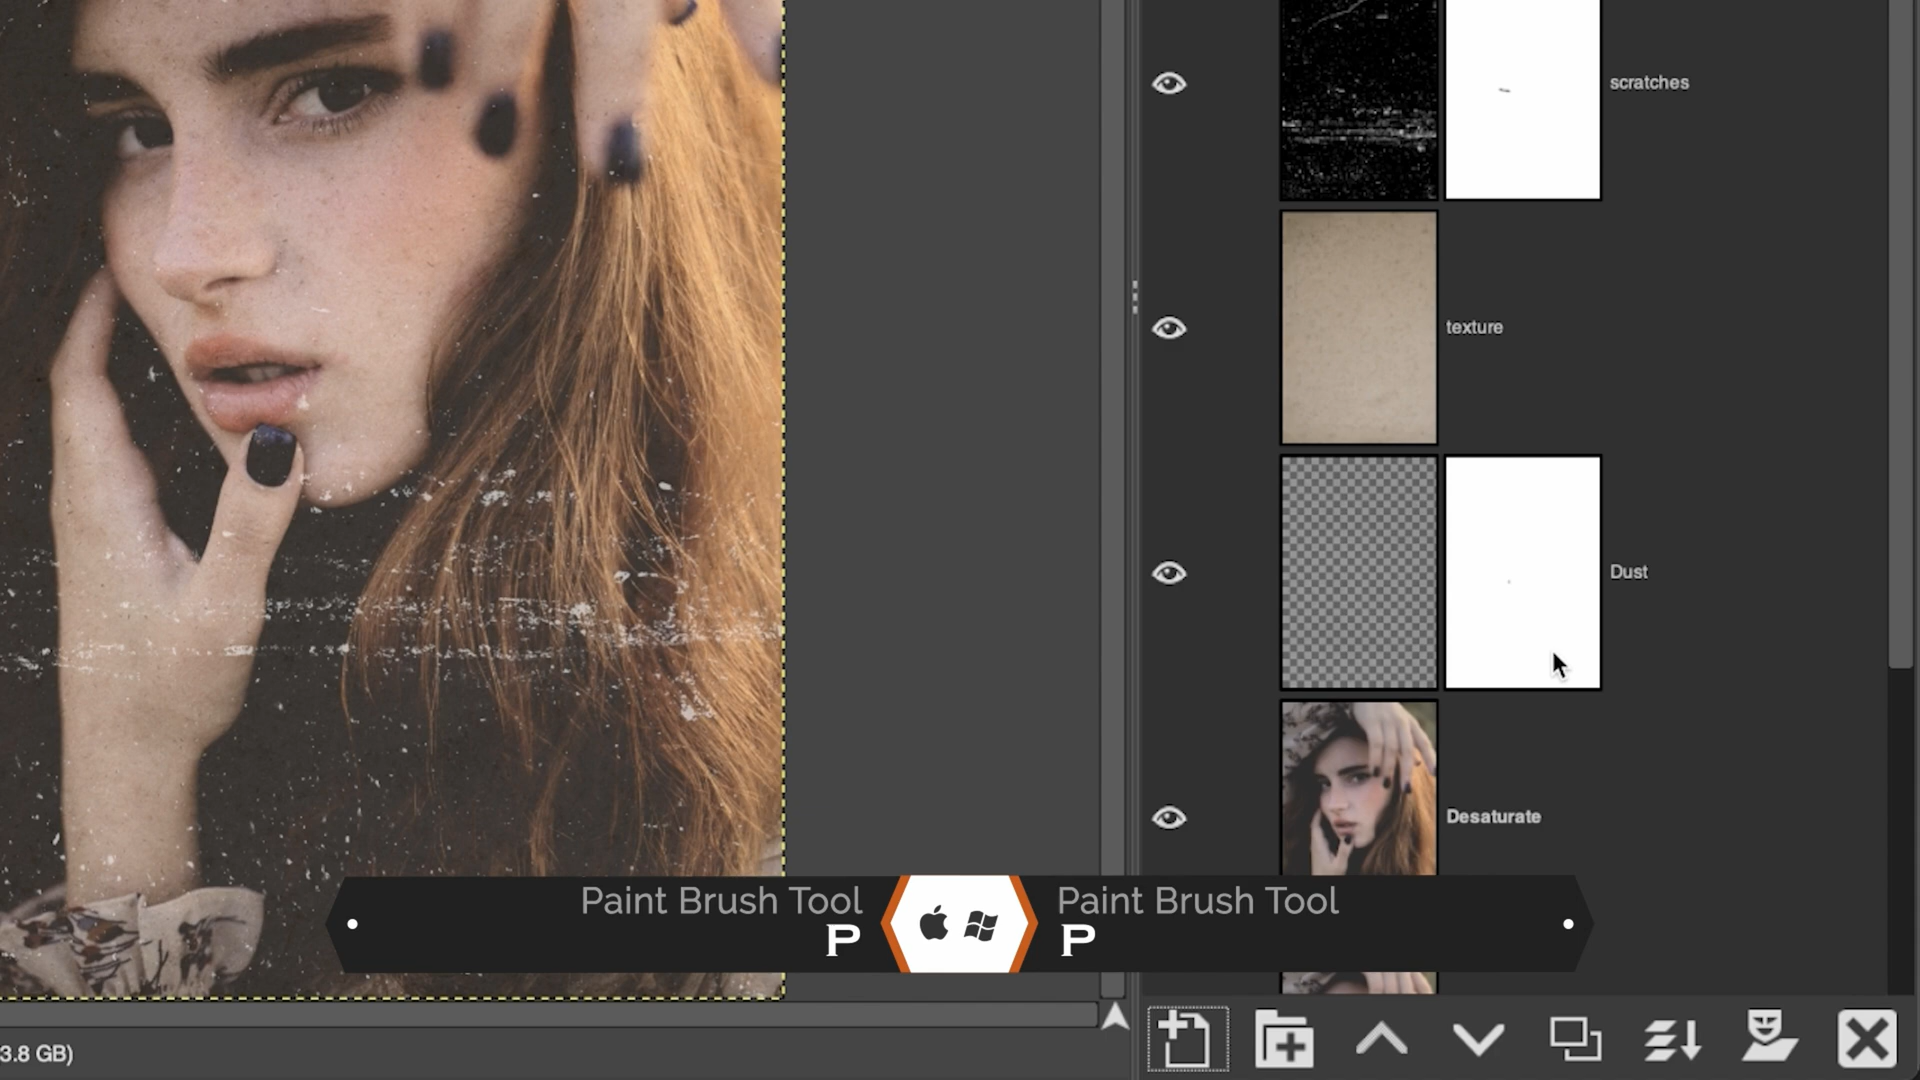 scratches
texture
Dust
Desaturate
Paint Brush Tool
P
Paint Brush Tool
P
3.8 GB)